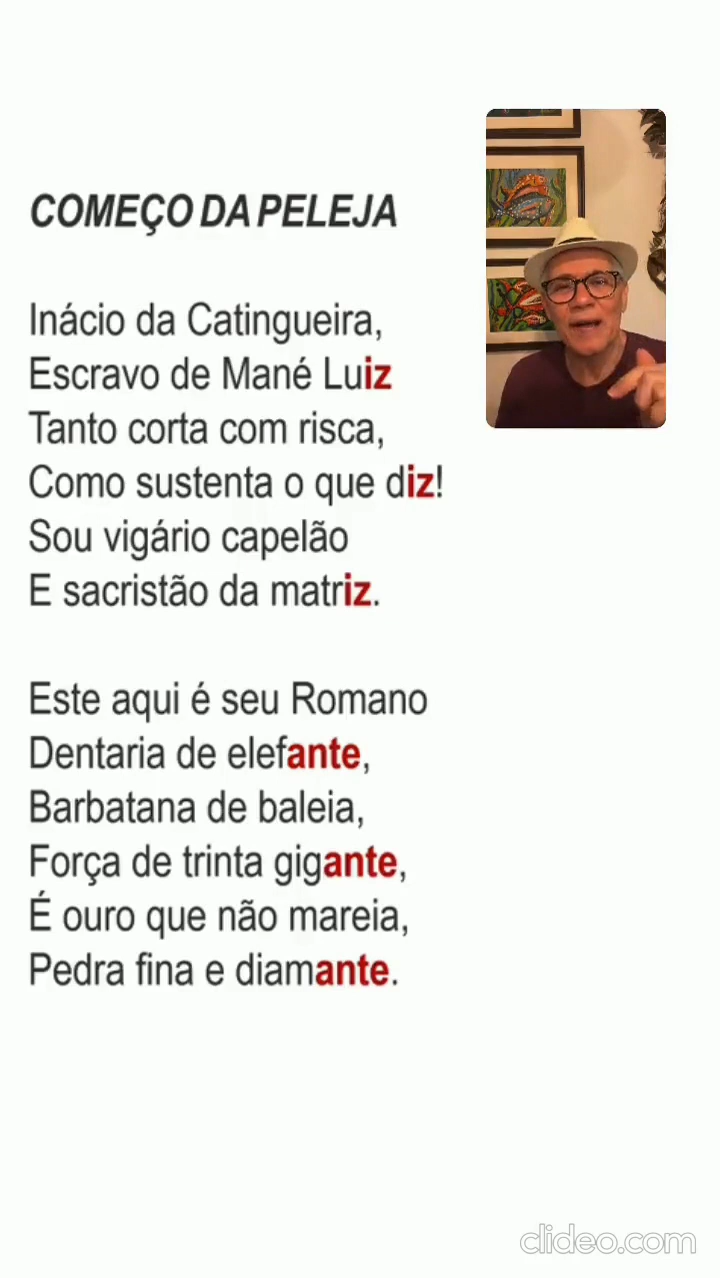 COMEÇO DA PELEJA
Inácio da Catingueira,
Escravo de Mané Luiz
Tanto corta com risca,
Como sustenta o que diz!
Sou vigário capelão
E sacristão da matriz.
Este aqui é seu Romano
Dentaria de elefante,
Barbatana de baleia,
Força de trinta gigante,
É ouro que não mareia,
Pedra fina e diamante.
clideo.com